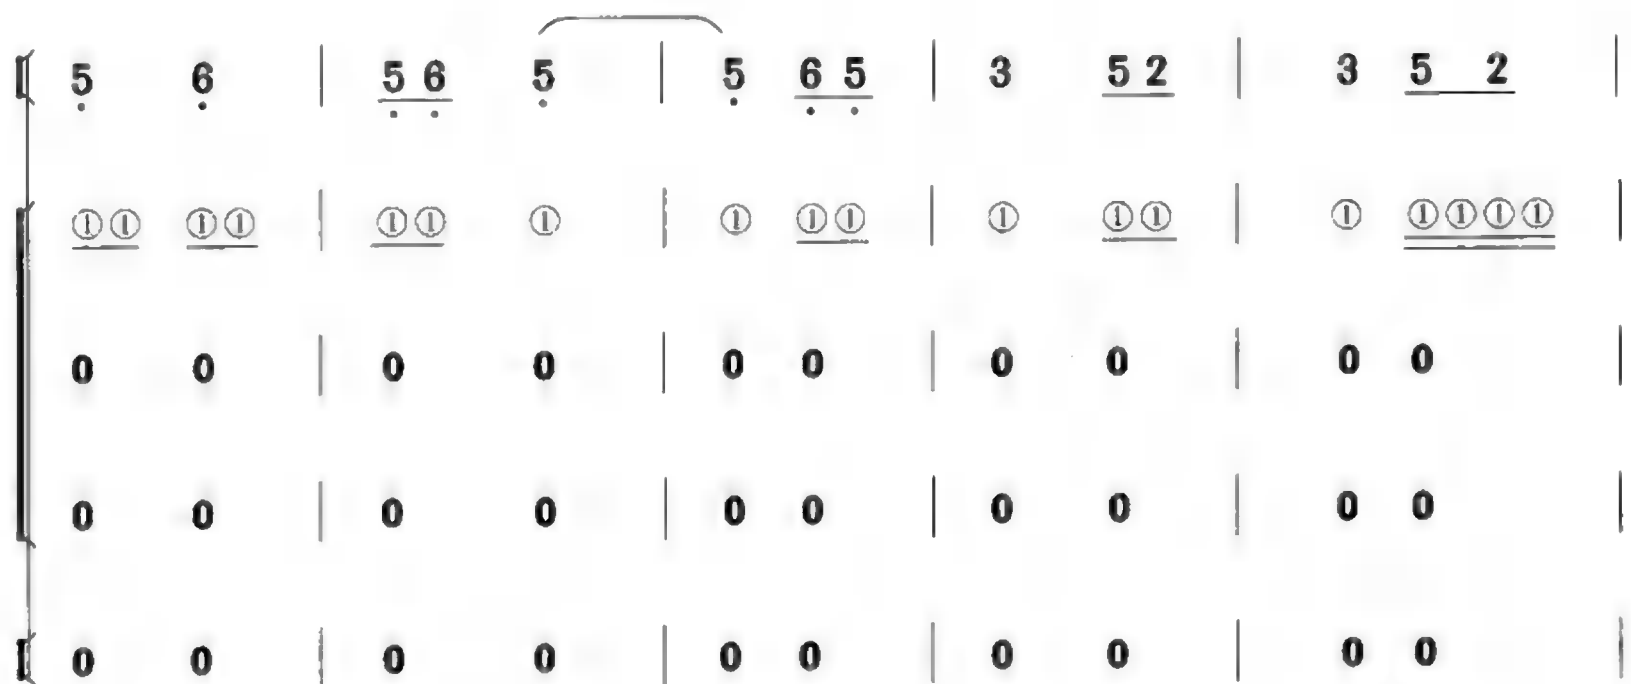 5 6 | 5 6 5 | 5 6 5 | 3 5 2 | 3 5 2 |
①① ①① | ①① ① | ① ①① | ① ①① | ① ①①①① |
0 0 | 0 0 | 0 0 | 0 0 | 0 0 |
0 0 | 0 0 | 0 0 | 0 0 | 0 0 |
0 0 | 0 0 | 0 0 | 0 0 | 0 0 |